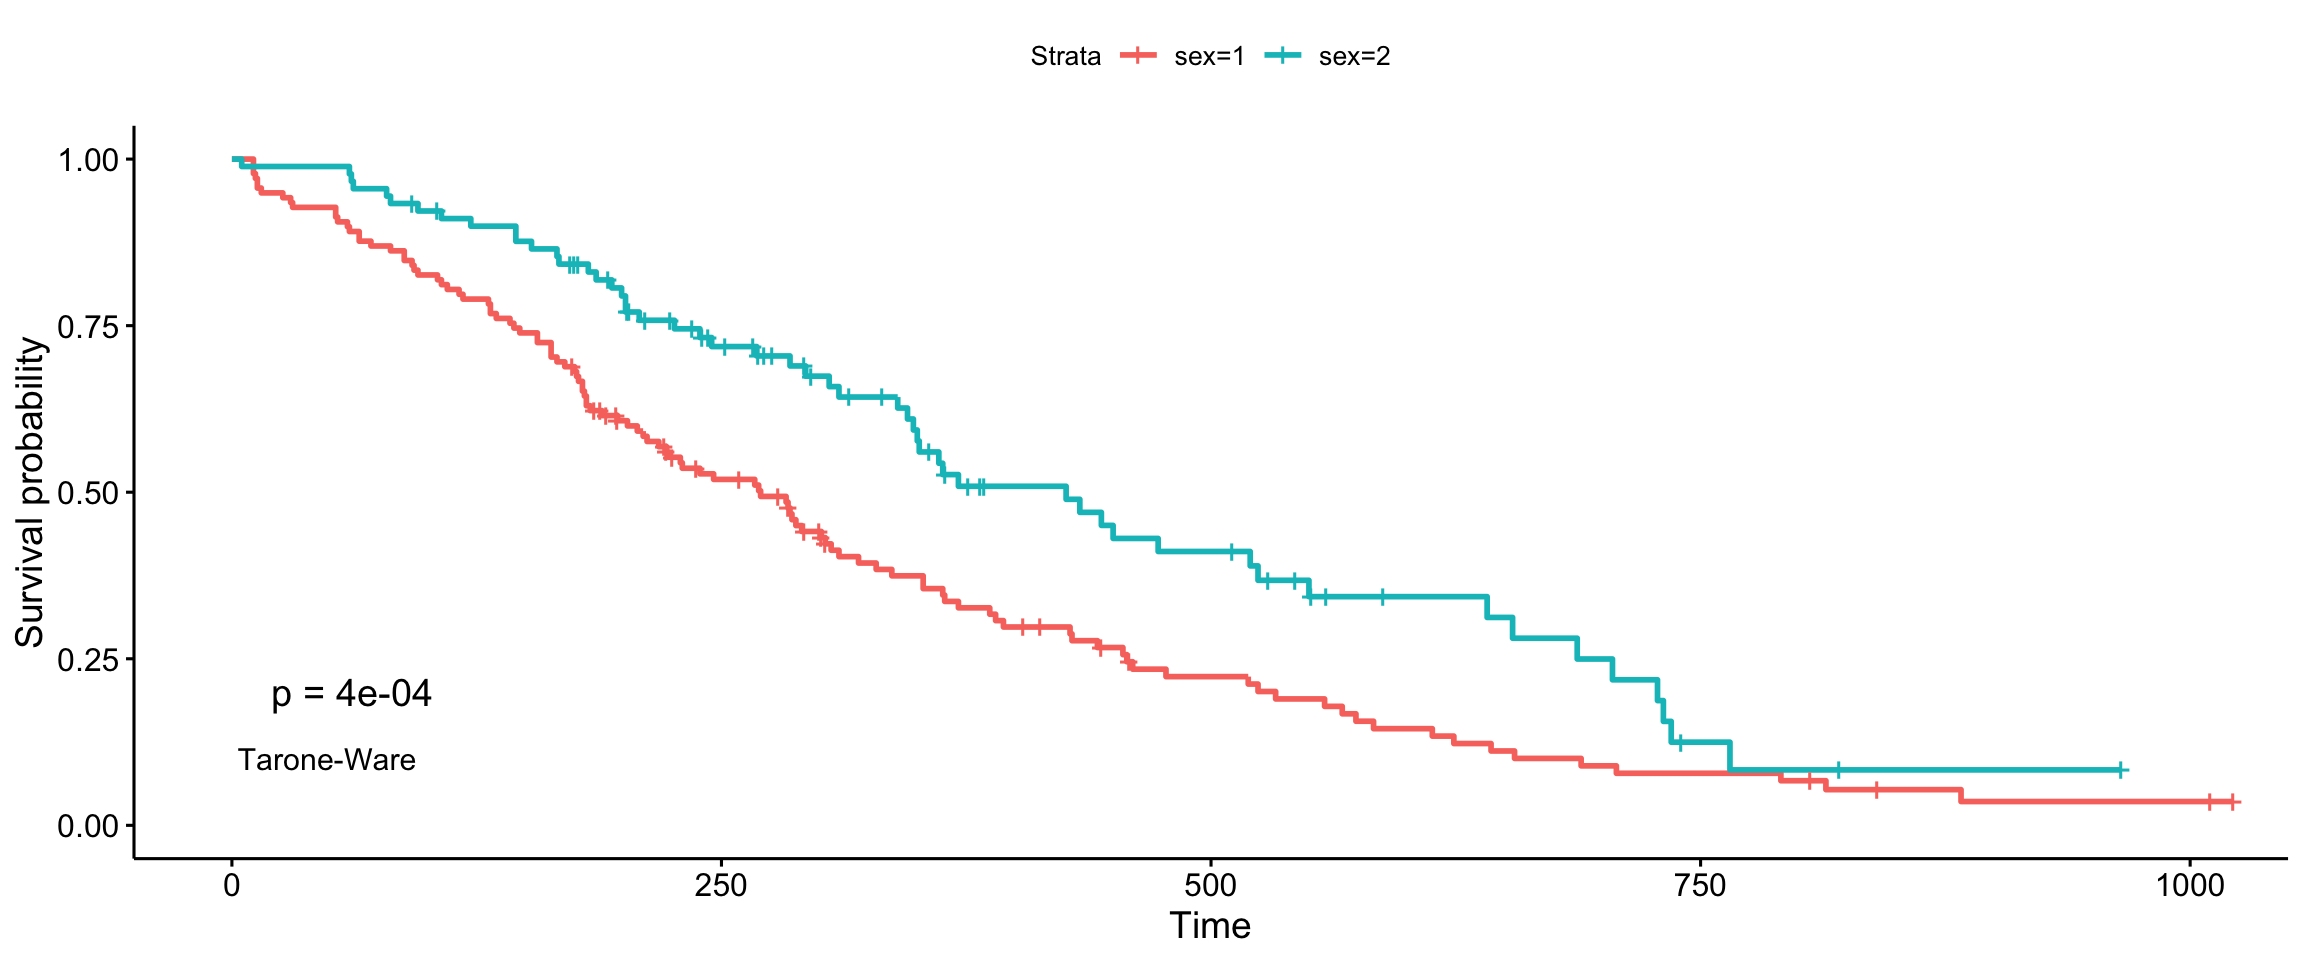 Strata sex=1 sex=2
1.00
0.75
0.50
0.25
0.00
Survival probability
p = 4e-04
Tarone-Ware
0 250 500 750 1000
Time